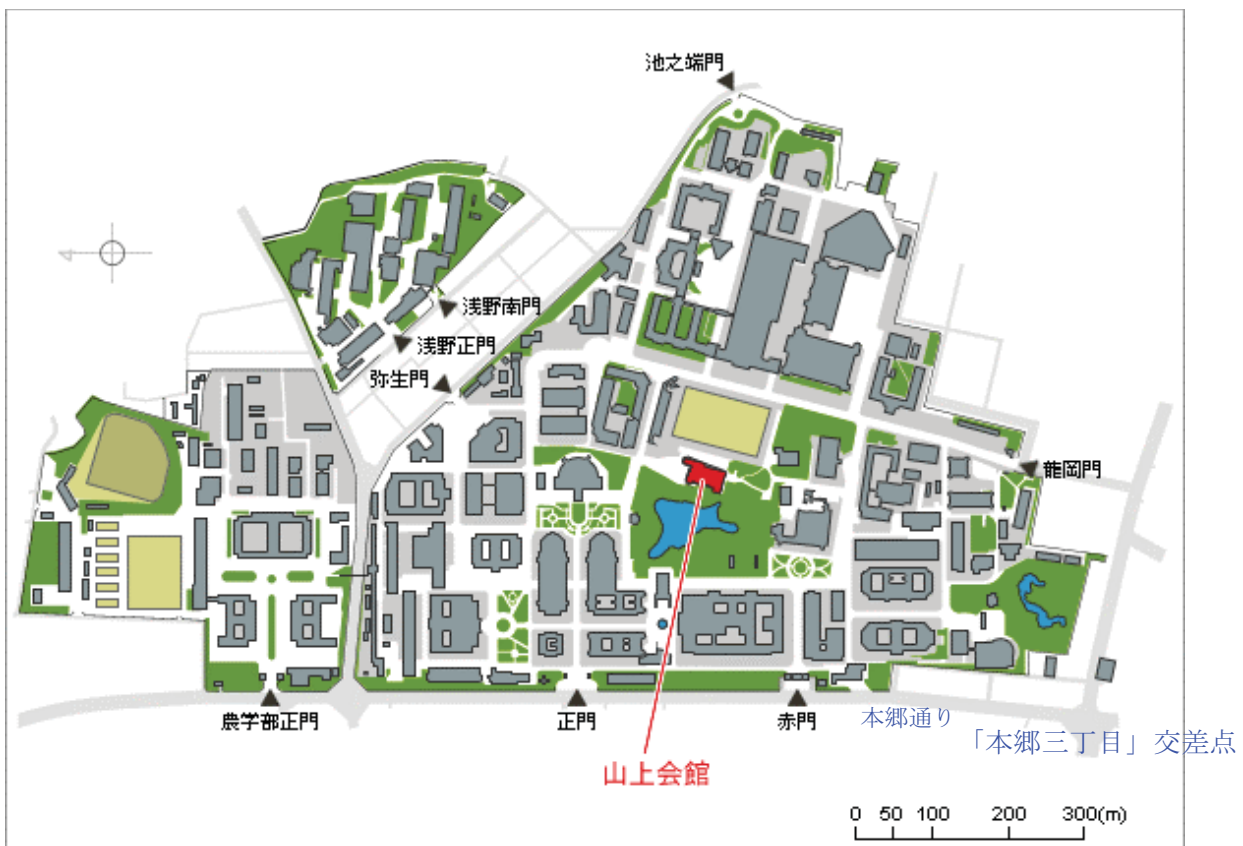 池之端門
浅野南門
浅野正門
弥生門
龍岡門
農学部正門
正門
赤門
本郷通り
「本郷三丁目」交差点
山上会館
0 50 100 200 300(m)